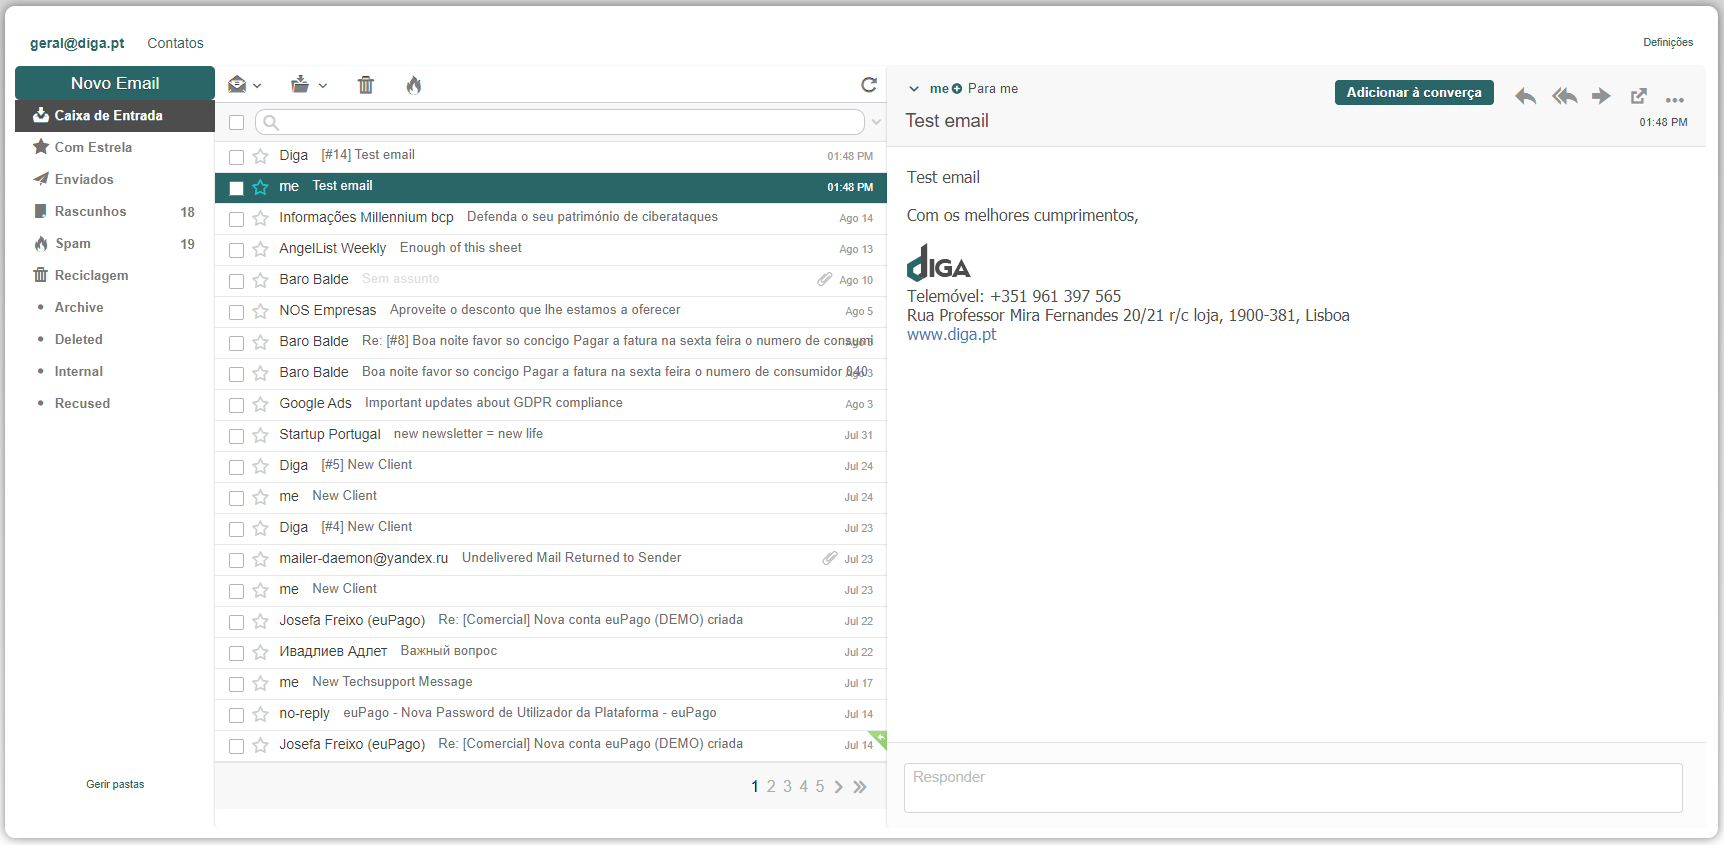 geral@diga.pt Contatos Definições
Novo Email
Caixa de Entrada
Com Estrela
Enviados
Rascunhos 18
Spam 19
Reciclagem
Archive
Deleted
Internal
Recused
Gerir pastas
Diga [#14] Test email 01:48 PM
me Test email 01:48 PM
Informações Millennium bcp Defenda o seu património de ciberataques Ago 14
AngelList Weekly Enough of this sheet Ago 13
Baro Balde Sem assunto Ago 10
NOS Empresas Aproveite o desconto que lhe estamos a oferecer Ago 5
Baro Balde Re: [#8] Boa noite favor so concigo Pagar a fatura na sexta feira o numero de consumi Ago 3
Baro Balde Boa noite favor so concigo Pagar a fatura na sexta feira o numero de consumidor 040 Ago 3
Google Ads Important updates about GDPR compliance Ago 3
Startup Portugal new newsletter = new life Jul 31
Diga [#5] New Client Jul 24
me New Client Jul 24
Diga [#4] New Client Jul 23
mailer-daemon@yandex.ru Undelivered Mail Returned to Sender Jul 23
me New Client Jul 23
Josefa Freixo (euPago) Re: [Comercial] Nova conta euPago (DEMO) criada Jul 22
Ивадлиев Адлет Важный вопрос Jul 22
me New Techsupport Message Jul 17
no-reply euPago - Nova Password de Utilizador da Plataforma - euPago Jul 14
Josefa Freixo (euPago) Re: [Comercial] Nova conta euPago (DEMO) criada Jul 14
1 2 3 4 5
me Para me Adicionar à converça
Test email 01:48 PM
Test email
Com os melhores cumprimentos,
DIGA
Telemóvel: +351 961 397 565
Rua Professor Mira Fernandes 20/21 r/c loja, 1900-381, Lisboa
www.diga.pt
Responder